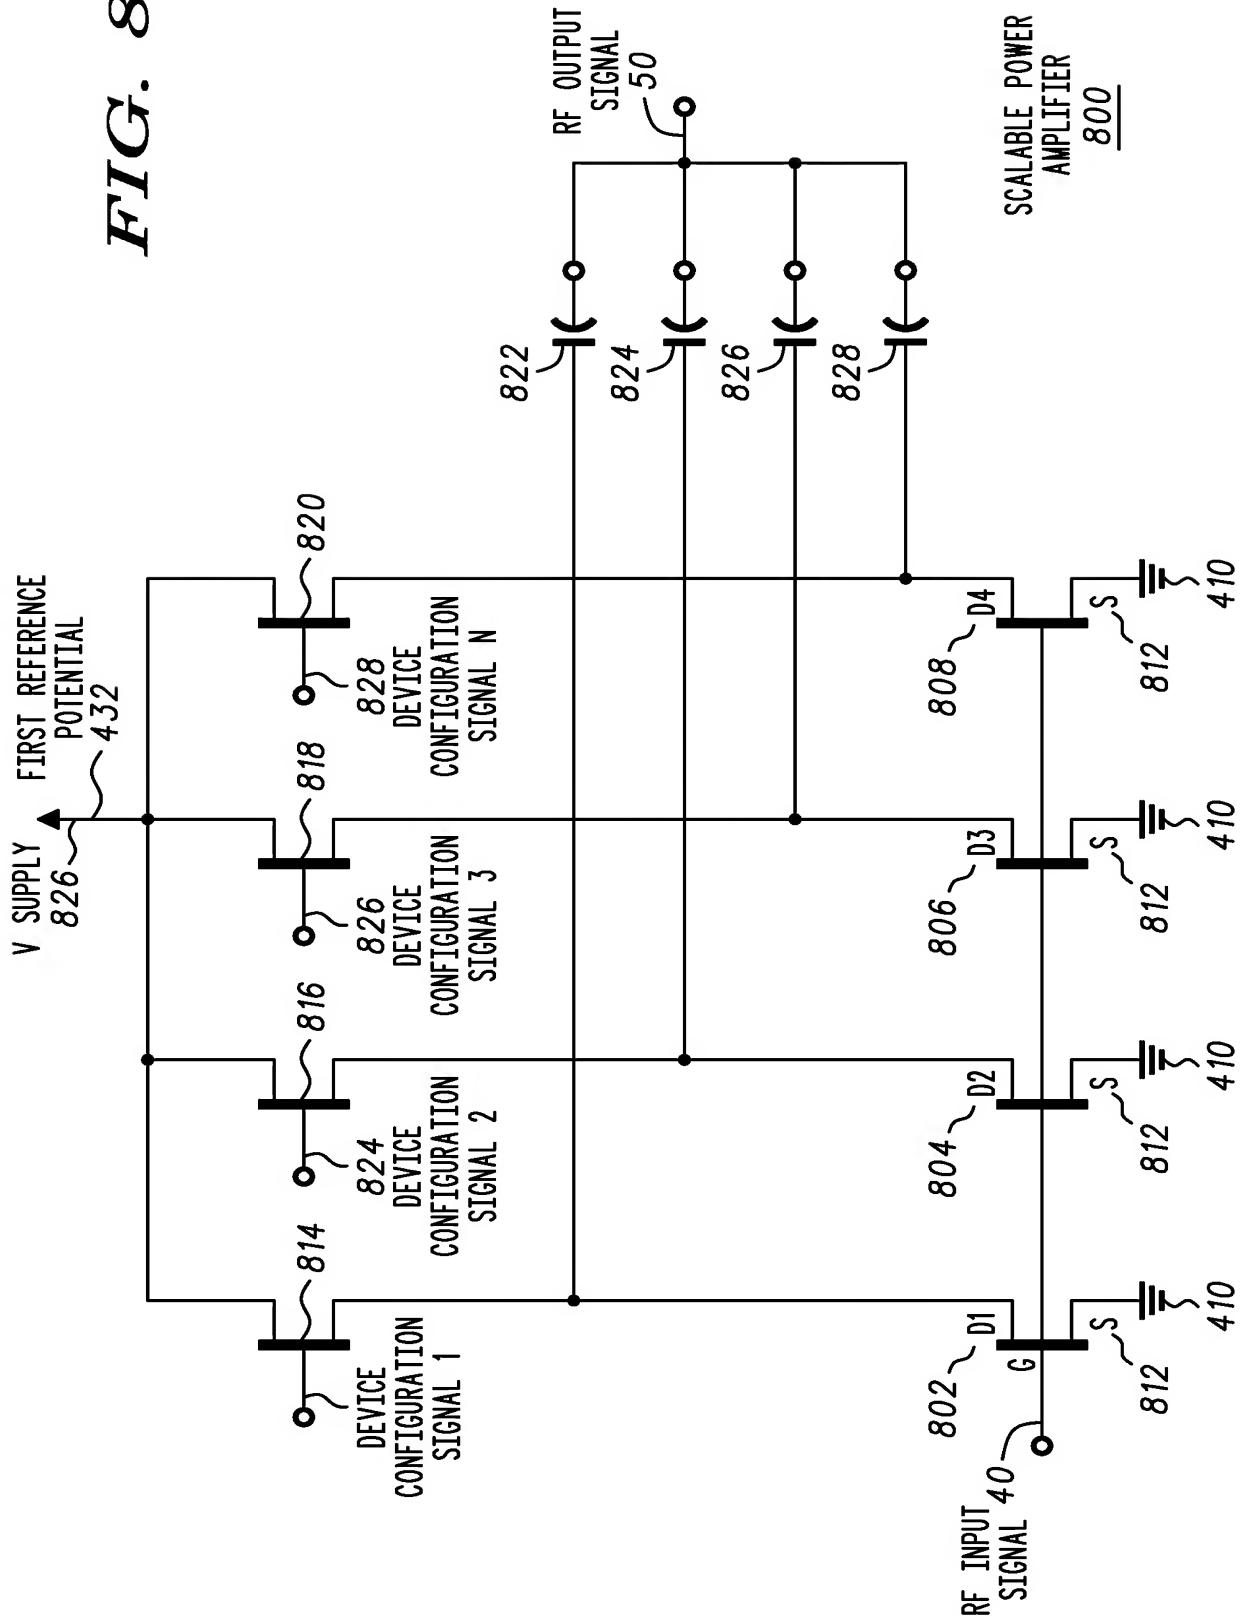 FIG. 8
V SUPPLY
826
FIRST REFERENCE
POTENTIAL
432
814
816
818
820
DEVICE
CONFIGURATION
SIGNAL 1
824
DEVICE
CONFIGURATION
SIGNAL 2
826
DEVICE
CONFIGURATION
SIGNAL 3
828
DEVICE
CONFIGURATION
SIGNAL N
822
824
826
828
RF OUTPUT
SIGNAL
50
RF INPUT
SIGNAL
40
802
D1
G
S
812
410
804
D2
S
812
410
806
D3
S
812
410
808
D4
S
812
410
SCALABLE POWER
AMPLIFIER
800